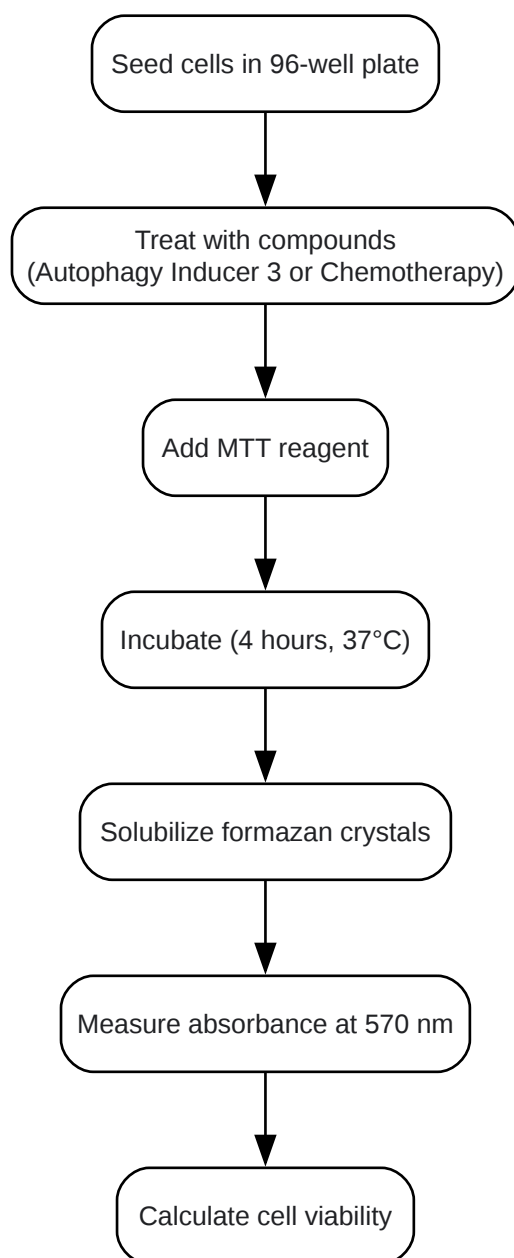 Seed cells in 96-well plate
Treat with compounds
(Autophagy Inducer 3 or Chemotherapy)
Add MTT reagent
Incubate (4 hours, 37°C)
Solubilize formazan crystals
Measure absorbance at 570 nm
Calculate cell viability